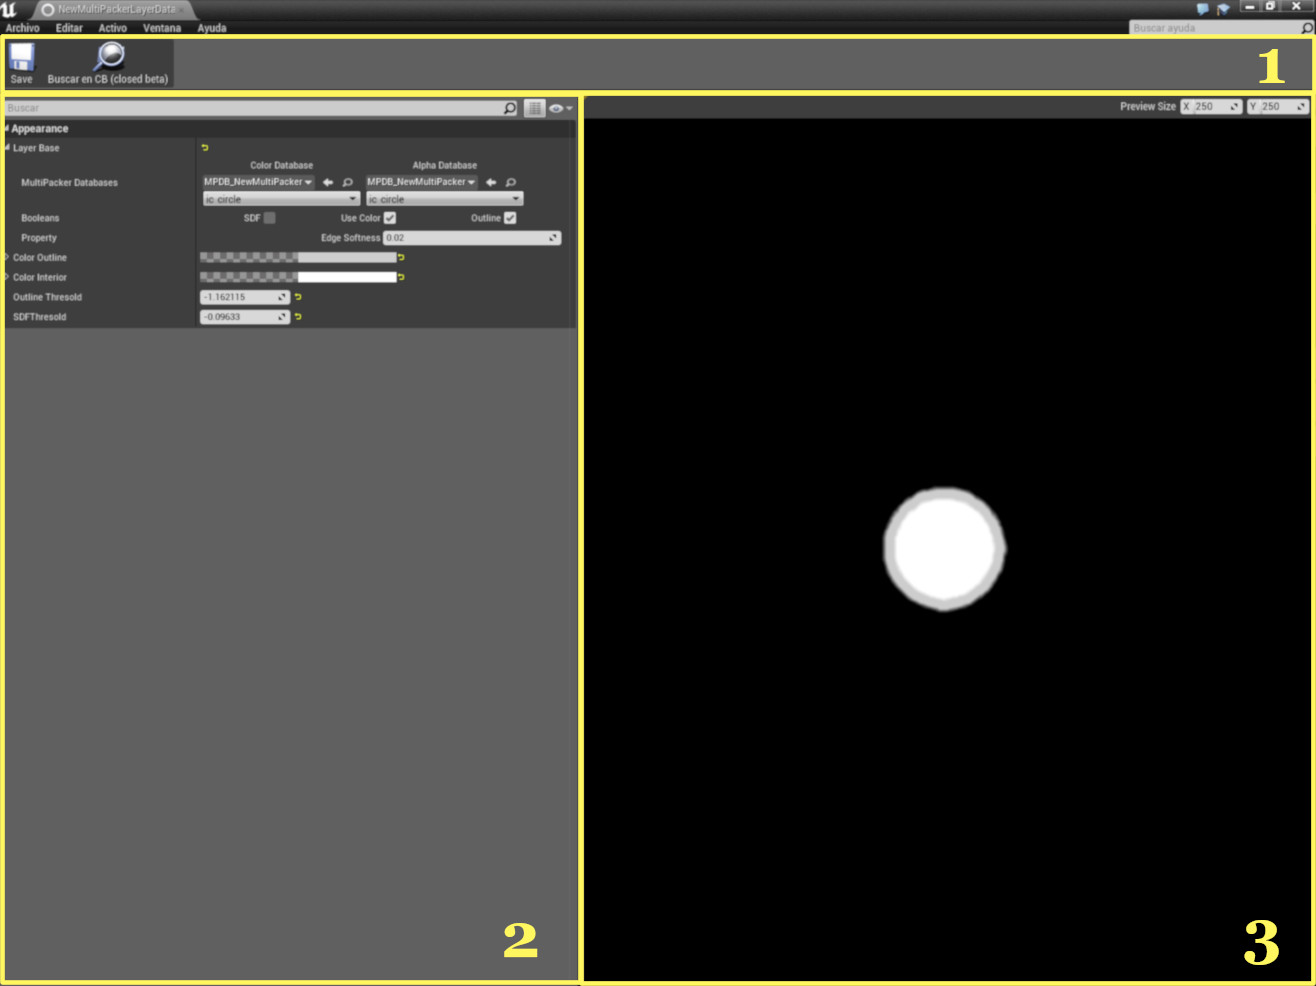 NewMultiPackerLayerData
Archivo Editar Activo Ventana Ayuda
Buscar ayuda
Save Buscar en CB (closed beta)
1
Buscar
Preview Size X 250 Y 250
Appearance
Layer Base
Color Database Alpha Database
MultiPacker Databases MPDB_NewMultiPacker MPDB_NewMultiPacker
ic circle ic circle
Booleans SDF Use Color Outline
Property Edge Softness 0.02
Color Outline
Color Interior
Outline Thresold -1.162115
SDFThresold -0.09633
2
3